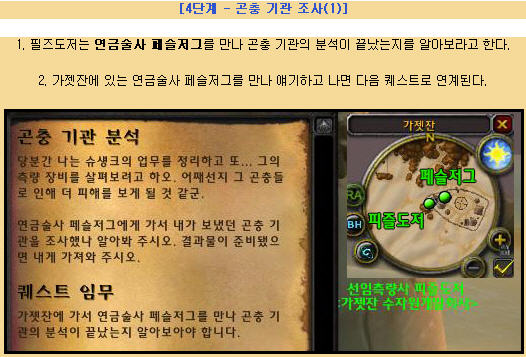 [4단계 - 곤충 기관 조사(1)]
1. 필즈도저는 연금술사 페슬저그를 만나 곤충 기관의 분석이 끝났는지를 알아보라고 한다.
2. 가젯잔에 있는 연금술사 페슬저그를 만나 얘기하고 나면 다음 퀘스트로 연계된다.
곤충 기관 분석
당분간 나는 슈생크의 업무를 정리하고 또... 그의
측량 장비를 살펴보려고 하오. 어째선지 그 곤충들
로 인해 더 피해를 보게 될 것 같군.
연금술사 페슬저그에게 가서 내가 보냈던 곤충 기
관을 조사했나 알아봐 주시오. 결과물이 준비됐으
면 내게 가져와 주시오.
퀘스트 임무
가젯잔에 가서 연금술사 페슬저그를 만나 곤충 기
관의 분석이 끝났는지 알아보아야 합니다.
가젯잔
N
페슬저그
RA
피즐도저
BH
선임측량사 피즐도저
<가젯잔 수자원개발회사>